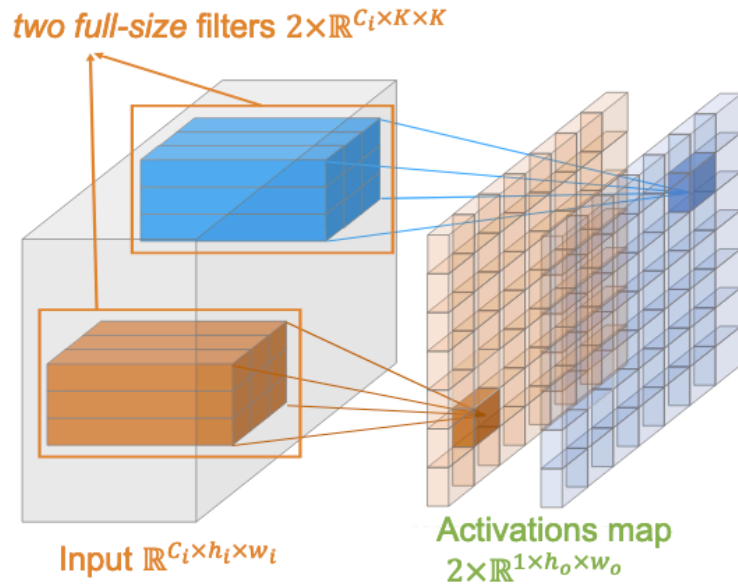 two full-size filters 2×ℝ^{C_i×K×K}
Input ℝ^{C_i×h_i×w_i}
Activations map
2×ℝ^{1×h_o×w_o}